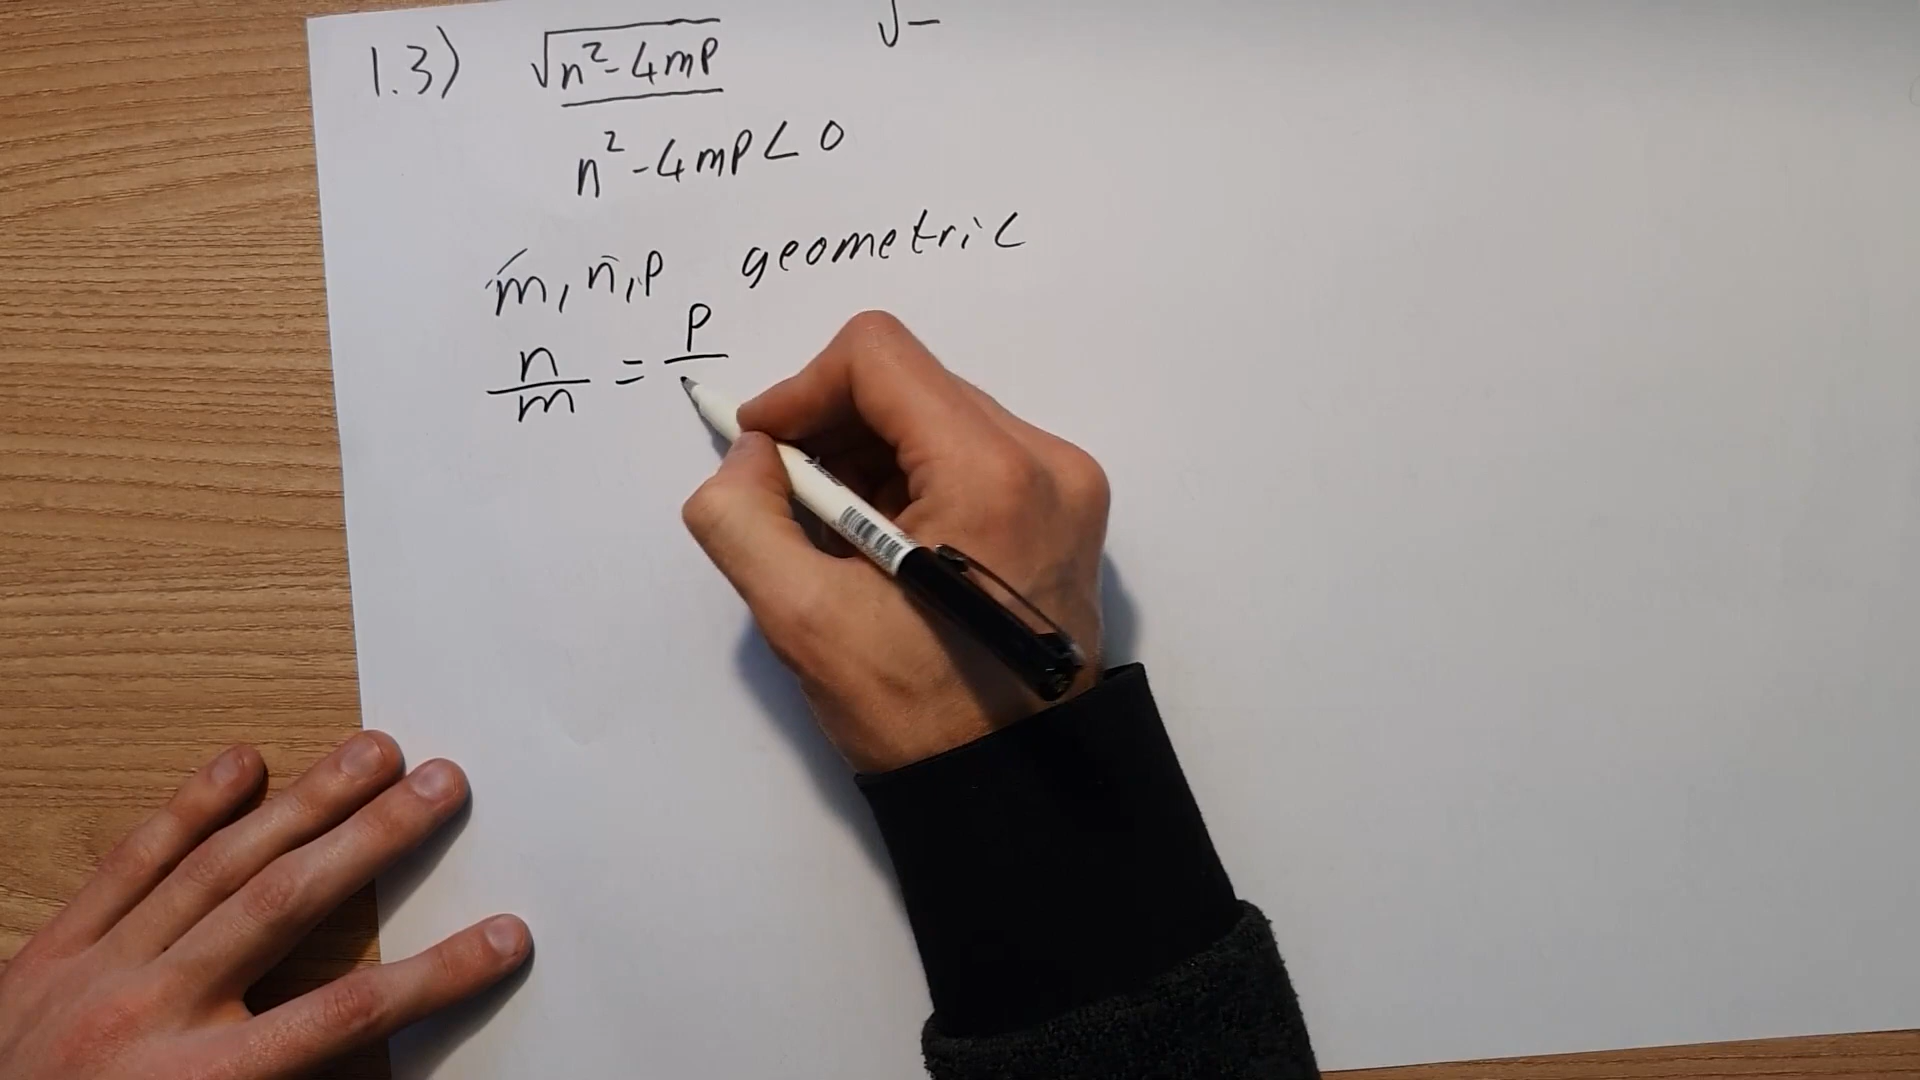 1.3) √(n² - 4mp) √-
n² - 4mp < 0
m, n, p geometric
n/m = p/